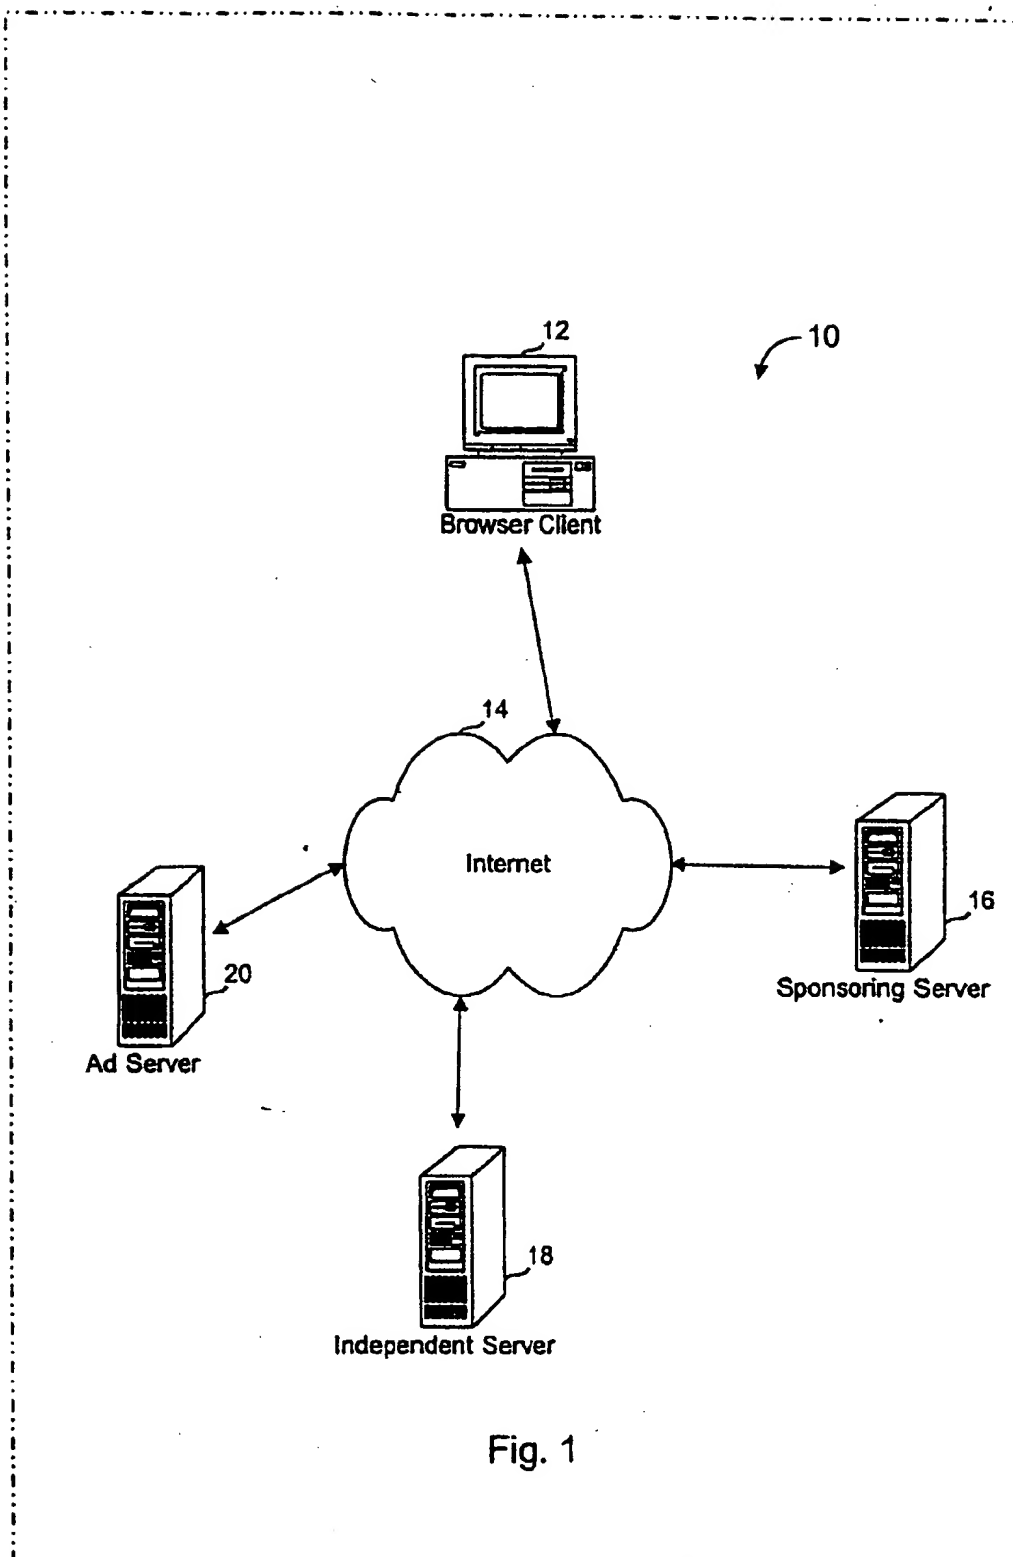 12
10
Browser Client
14
Internet
16
Sponsoring Server
20
Ad Server
18
Independent Server
Fig. 1